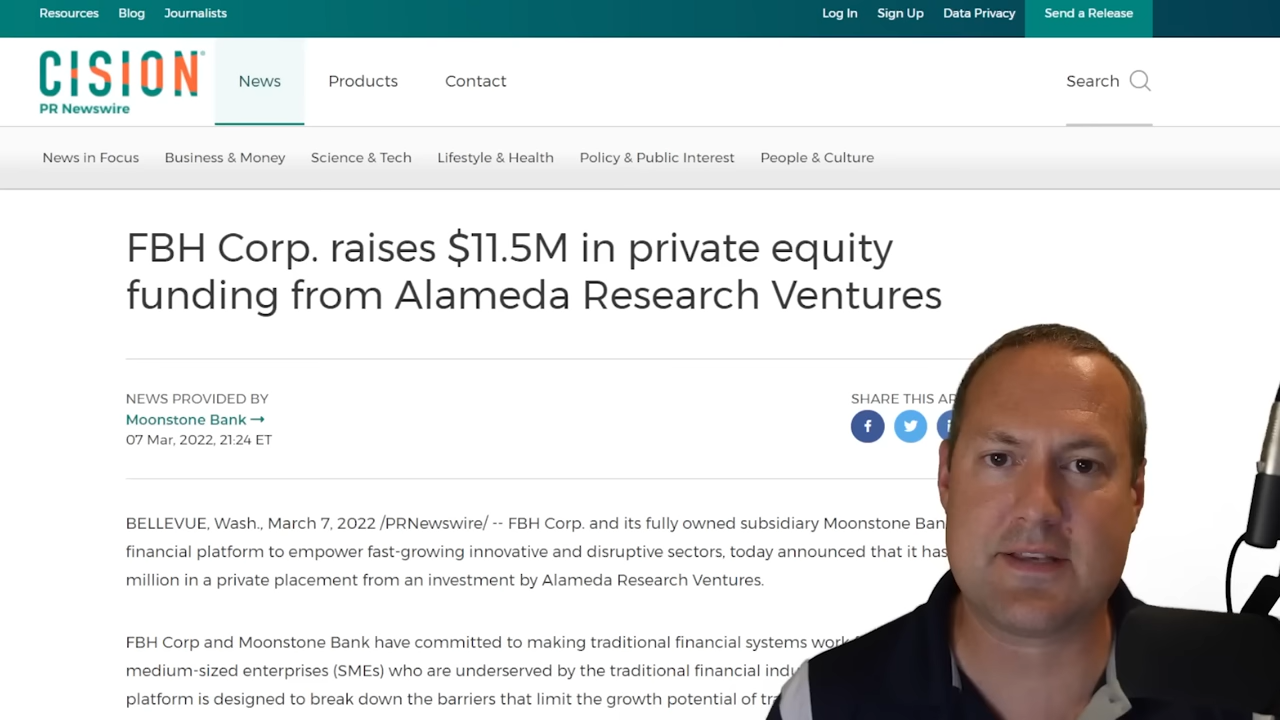 Resources Blog Journalists Log In Sign Up Data Privacy Send a Release
CISION
PR Newswire
News Products Contact Search
News in Focus Business & Money Science & Tech Lifestyle & Health Policy & Public Interest People & Culture
FBH Corp. raises $11.5M in private equity
funding from Alameda Research Ventures
NEWS PROVIDED BY
Moonstone Bank
07 Mar, 2022, 21:24 ET
SHARE THIS
BELLEVUE, Wash., March 7, 2022 /PRNewswire/ -- FBH Corp. and its fully owned subsidiary Moonstone
financial platform to empower fast-growing innovative and disruptive sectors, today announced that it has
million in a private placement from an investment by Alameda Research Ventures.
FBH Corp and Moonstone Bank have committed to making traditional financial systems work
medium-sized enterprises (SMEs) who are underserved by the traditional financial
platform is designed to break down the barriers that limit the growth potential of